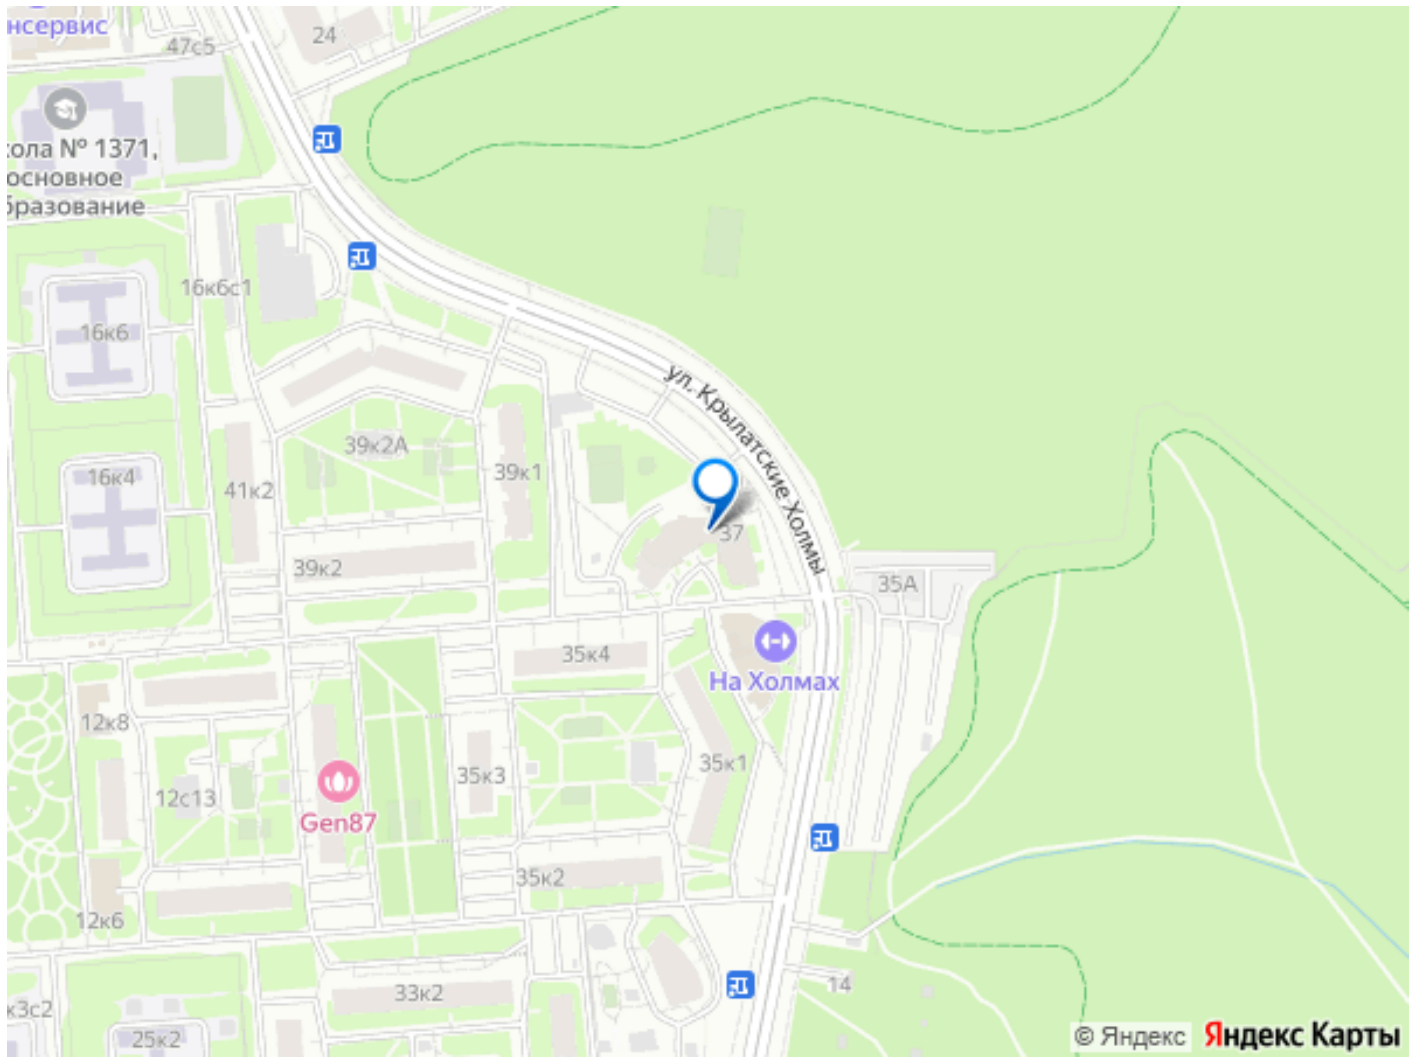 нсервис
47с5
24
кола № 1371,
основное
бразование
16к6с1
16к6
ул. Крылатские Холмы
39к2А
39к1
16к4
41к2
37
39к2
35А
35к4
На Холмах
12к8
35к1
35к3
12с13
Gen87
35к2
12к6
14
33к2
к3с2
25к2
© Яндекс Яндекс Карты